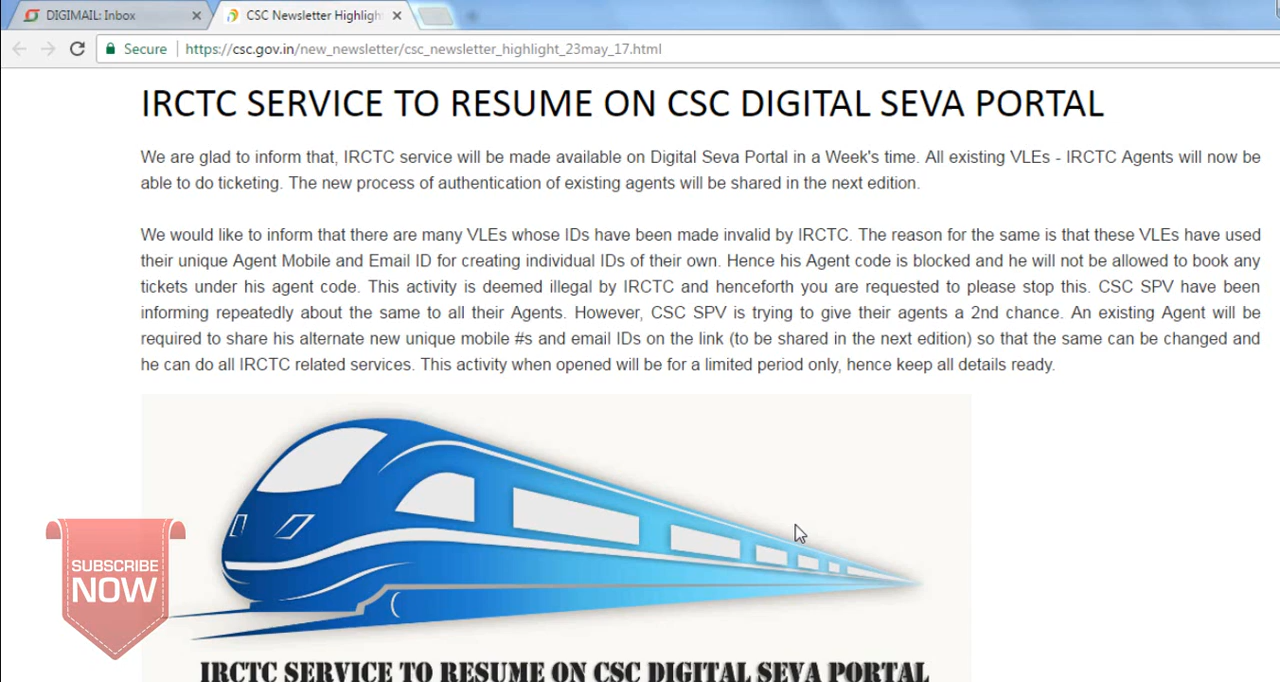 DIGIMAIL: Inbox
CSC Newsletter Highligh
Secure
https://csc.gov.in/new_newsletter/csc_newsletter_highlight_23may_17.html
IRCTC SERVICE TO RESUME ON CSC DIGITAL SEVA PORTAL
We are glad to inform that, IRCTC service will be made available on Digital Seva Portal in a Week's time. All existing VLEs - IRCTC Agents will now be
able to do ticketing. The new process of authentication of existing agents will be shared in the next edition.
We would like to inform that there are many VLEs whose IDs have been made invalid by IRCTC. The reason for the same is that these VLEs have used
their unique Agent Mobile and Email ID for creating individual IDs of their own. Hence his Agent code is blocked and he will not be allowed to book any
tickets under his agent code. This activity is deemed illegal by IRCTC and henceforth you are requested to please stop this. CSC SPV have been
informing repeatedly about the same to all their Agents. However, CSC SPV is trying to give their agents a 2nd chance. An existing Agent will be
required to share his alternate new unique mobile #s and email IDs on the link (to be shared in the next edition) so that the same can be changed and
he can do all IRCTC related services. This activity when opened will be for a limited period only, hence keep all details ready.
SUBSCRIBE
NOW
IRCTC SERVICE TO RESUME ON CSC DIGITAL SEVA PORTAL